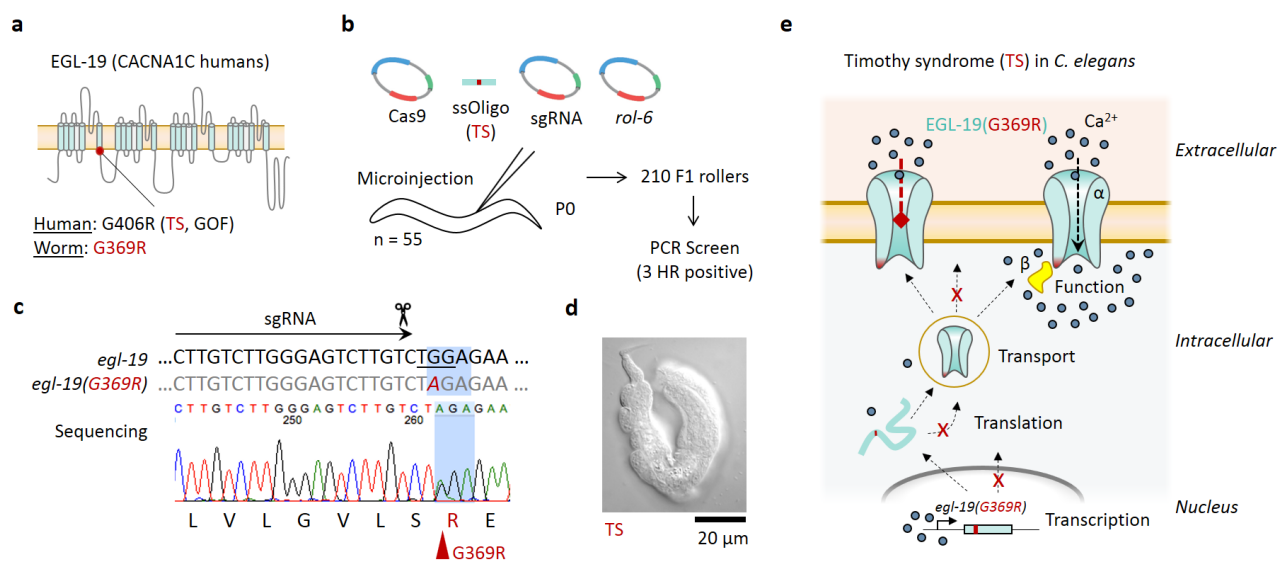 a
EGL-19 (CACNA1C humans)
Human: G406R (TS, GOF)
Worm: G369R
b
Cas9
ssOligo
(TS)
sgRNA
rol-6
Microinjection
P0
n = 55
210 F1 rollers
PCR Screen
(3 HR positive)
c
sgRNA
egl-19 ...CTTGTCTTGGGAGTCTTGTCTGGAGAA ...
egl-19(G369R) ...CTTGTCTTGGGAGTCTTGTCTAGAGAA ...
C T T G T C T T G G G A G T C T T G T C T A G A G A A
250 260
Sequencing
L V L G V L S R E
G369R
d
TS
20 μm
e
Timothy syndrome (TS) in C. elegans
EGL-19(G369R)
Ca2+
Extracellular
α
β
Function
Transport
Intracellular
X
Translation
X
X
egl-19(G369R)
Transcription
Nucleus